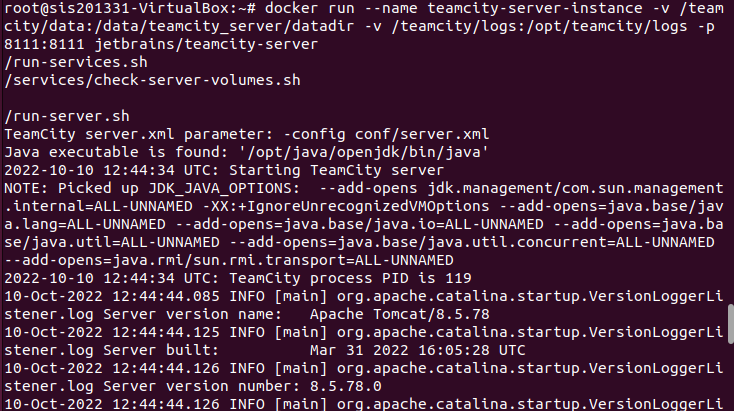 root@sis201331-VirtualBox:~# docker run --name teamcity-server-instance -v /team
city/data:/data/teamcity_server/datadir -v /teamcity/logs:/opt/teamcity/logs -p
8111:8111 jetbrains/teamcity-server
/run-services.sh
/services/check-server-volumes.sh

/run-server.sh
TeamCity server.xml parameter: -config conf/server.xml
Java executable is found: '/opt/java/openjdk/bin/java'
2022-10-10 12:44:34 UTC: Starting TeamCity server
NOTE: Picked up JDK_JAVA_OPTIONS:  --add-opens jdk.management/com.sun.management
.internal=ALL-UNNAMED -XX:+IgnoreUnrecognizedVMOptions --add-opens=java.base/jav
a.lang=ALL-UNNAMED --add-opens=java.base/java.io=ALL-UNNAMED --add-opens=java.ba
se/java.util=ALL-UNNAMED --add-opens=java.base/java.util.concurrent=ALL-UNNAMED
--add-opens=java.rmi/sun.rmi.transport=ALL-UNNAMED
2022-10-10 12:44:34 UTC: TeamCity process PID is 119
10-Oct-2022 12:44:44.085 INFO [main] org.apache.catalina.startup.VersionLoggerLi
stener.log Server version name:   Apache Tomcat/8.5.78
10-Oct-2022 12:44:44.125 INFO [main] org.apache.catalina.startup.VersionLoggerLi
stener.log Server built:          Mar 31 2022 16:05:28 UTC
10-Oct-2022 12:44:44.126 INFO [main] org.apache.catalina.startup.VersionLoggerLi
stener.log Server version number: 8.5.78.0
10-Oct-2022 12:44:44.126 INFO [main] org.apache.catalina.startup.VersionLoggerLi